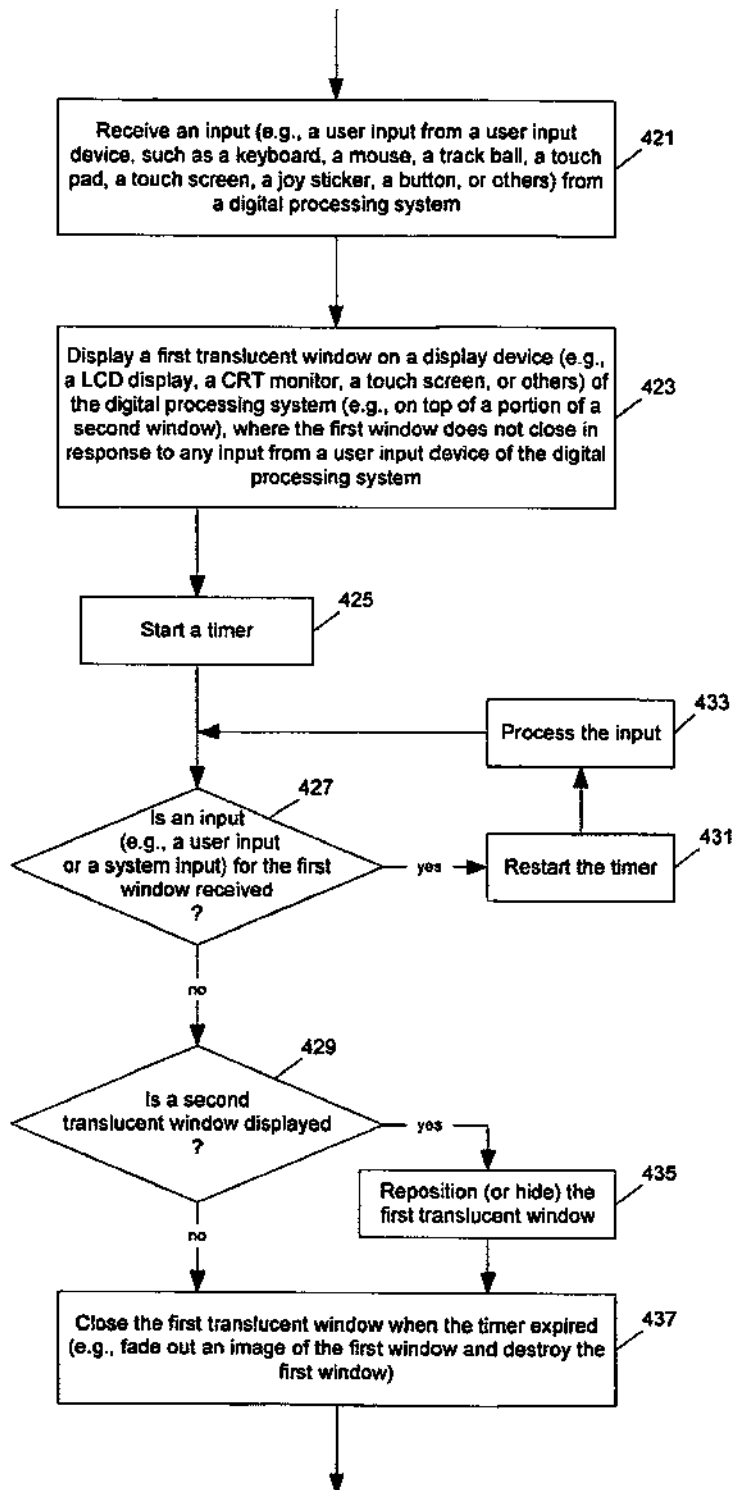 Receive an input (e.g., a user input from a user input
device, such as a keyboard, a mouse, a track ball, a touch
pad, a touch screen, a joy sticker, a button, or others) from
a digital processing system
421
Display a first translucent window on a display device (e.g.,
a LCD display, a CRT monitor, a touch screen, or others) of
the digital processing system (e.g., on top of a portion of a
second window), where the first window does not close in
response to any input from a user input device of the digital
processing system
423
Start a timer
425
Process the input
433
Is an input
(e.g., a user input
or a system input) for the first
window received
?
427
yes
Restart the timer
431
no
Is a second
translucent window displayed
?
429
yes
Reposition (or hide) the
first translucent window
435
no
Close the first translucent window when the timer expired
(e.g., fade out an image of the first window and destroy the
first window)
437